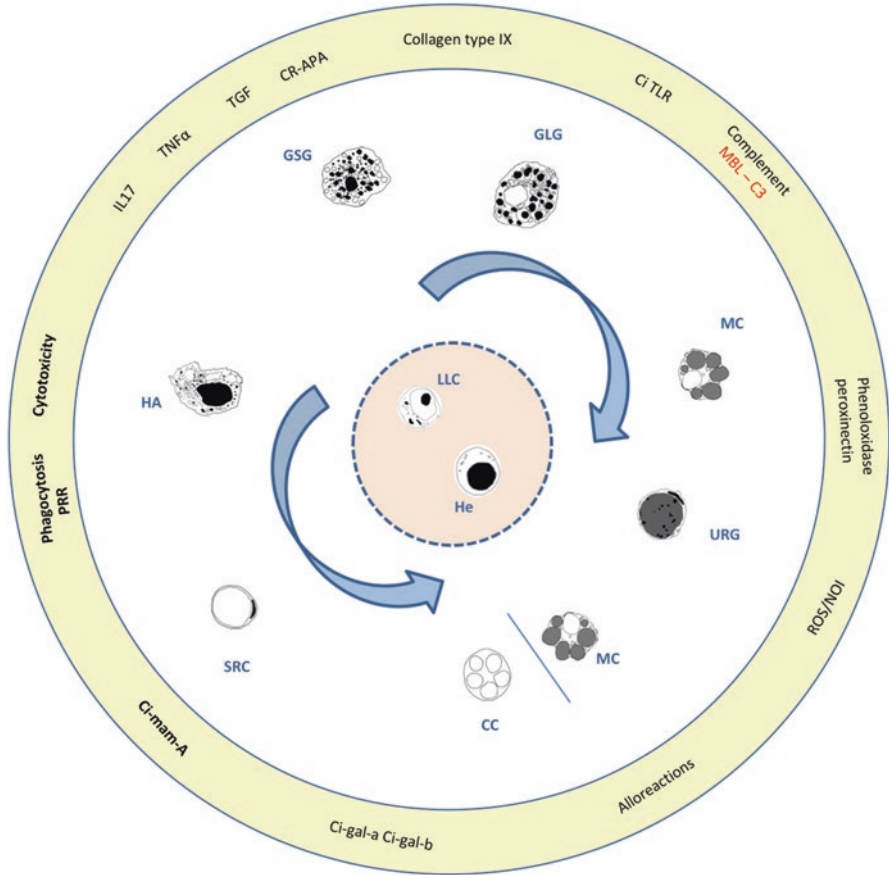 Collagen type IX
CR-APA
TGF
TNFα
IL17
Ci TLR
Complement
MBL – C3
GSG
GLG
MC
Phenoloxidase
peroxinectin
HA
LLC
He
URG
Cytotoxicity
Phagocytosis
PRR
ROS/NOI
SRC
CC
MC
Ci-mam-A
Alloreactions
Ci-gal-a Ci-gal-b